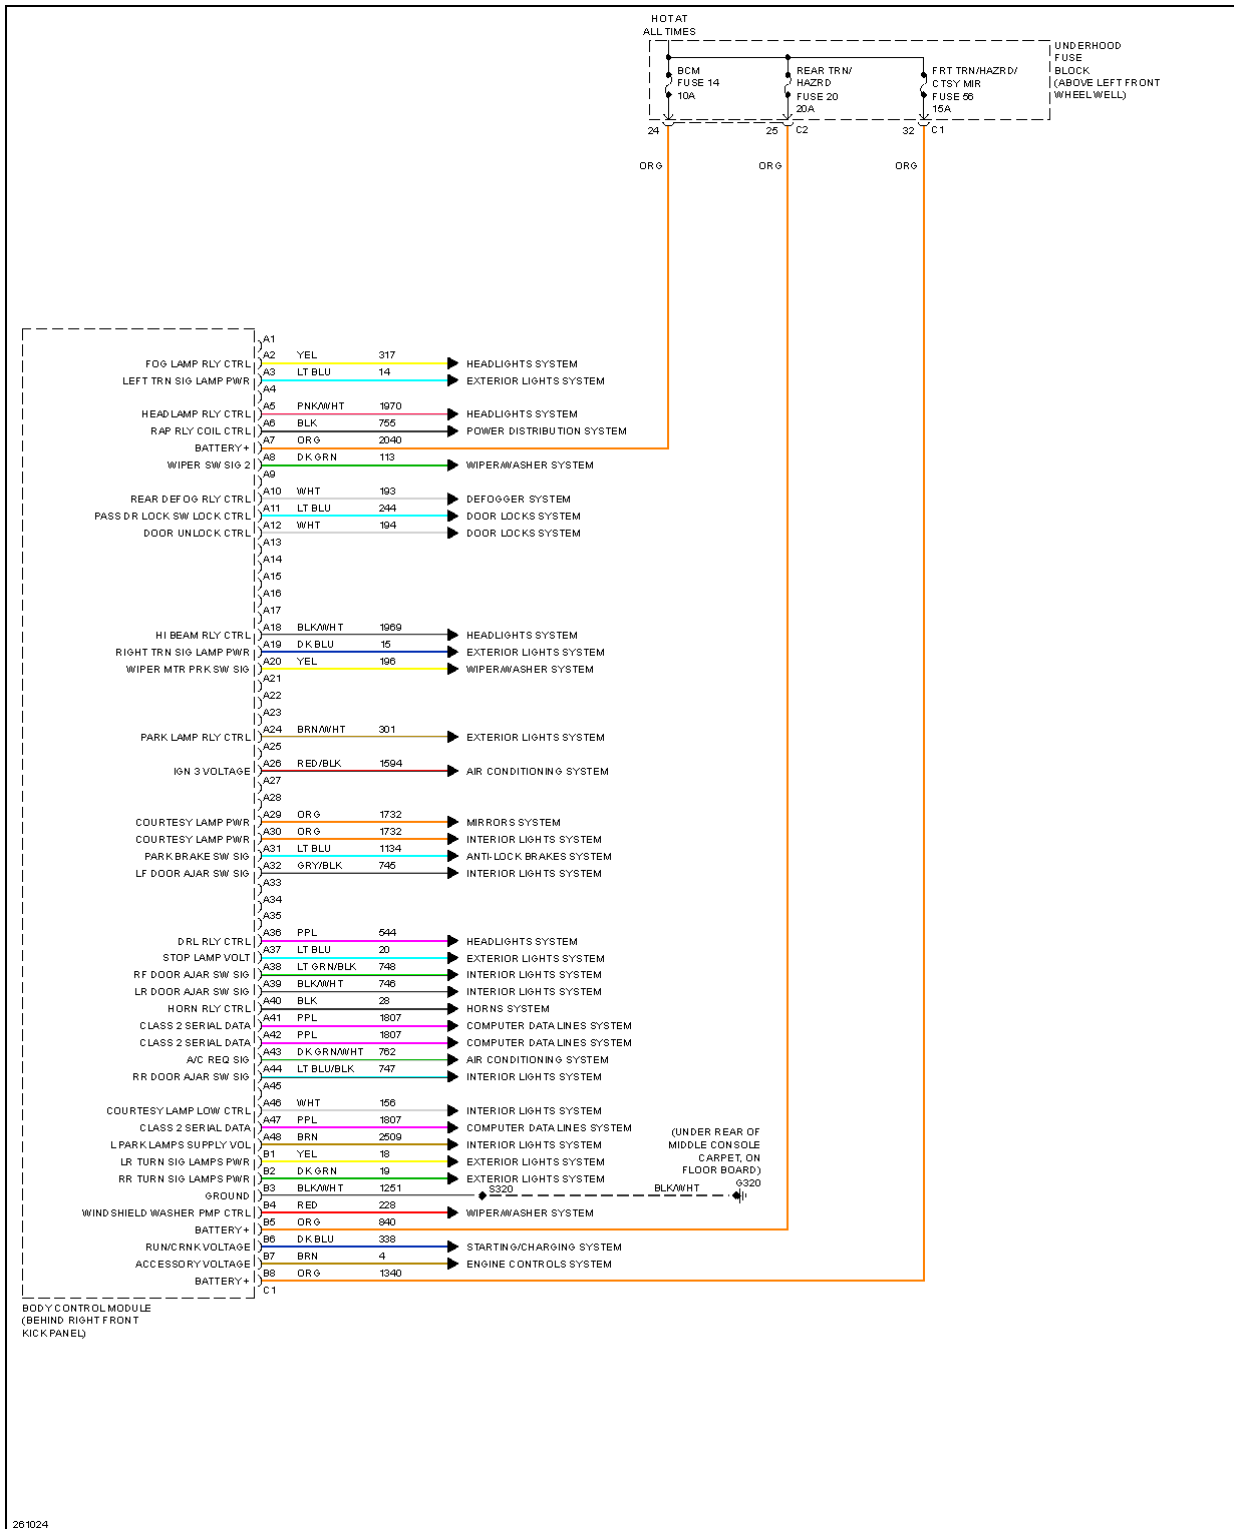 HOT AT
ALL TIMES
UNDERHOOD
FUSE
BLOCK
(ABOVE LEFT FRONT
WHEEL WELL)
BCM
FUSE 14
10A
REAR TRN/
HAZRD
FUSE 20
20A
FRT TRN/HAZRD/
CTSY MIR
FUSE 56
15A
24 25 C2 32 C1
ORG ORG ORG
A1
FOG LAMP RLY CTRL A2 YEL 317 HEADLIGHTS SYSTEM
LEFT TRN SIG LAMP PWR A3 LT BLU 14 EXTERIOR LIGHTS SYSTEM
A4
HEADLAMP RLY CTRL A5 PNK/WHT 1970 HEADLIGHTS SYSTEM
RAP RLY COIL CTRL A6 BLK 755 POWER DISTRIBUTION SYSTEM
BATTERY+ A7 ORG 2040
WIPER SW SIG 2 A8 DK GRN 113 WIPER/WASHER SYSTEM
A9
REAR DEFOG RLY CTRL A10 WHT 193 DEFOGGER SYSTEM
PASS DR LOCK SW LOCK CTRL A11 LT BLU 244 DOOR LOCKS SYSTEM
DOOR UNLOCK CTRL A12 WHT 194 DOOR LOCKS SYSTEM
A13
A14
A15
A16
A17
HI BEAM RLY CTRL A18 BLK/WHT 1969 HEADLIGHTS SYSTEM
RIGHT TRN SIG LAMP PWR A19 DK BLU 15 EXTERIOR LIGHTS SYSTEM
WIPER MTR PRK SW SIG A20 YEL 196 WIPER/WASHER SYSTEM
A21
A22
A23
PARK LAMP RLY CTRL A24 BRN/WHT 301 EXTERIOR LIGHTS SYSTEM
A25
IGN 3 VOLTAGE A26 RED/BLK 1594 AIR CONDITIONING SYSTEM
A27
A28
COURTESY LAMP PWR A29 ORG 1732 MIRRORS SYSTEM
COURTESY LAMP PWR A30 ORG 1732 INTERIOR LIGHTS SYSTEM
PARK BRAKE SW SIG A31 LT BLU 1134 ANTI-LOCK BRAKES SYSTEM
LF DOOR AJAR SW SIG A32 GRY/BLK 745 INTERIOR LIGHTS SYSTEM
A33
A34
A35
DRL RLY CTRL A36 PPL 544 HEADLIGHTS SYSTEM
STOP LAMP VOLT A37 LT BLU 20 EXTERIOR LIGHTS SYSTEM
RF DOOR AJAR SW SIG A38 LT GRN/BLK 748 INTERIOR LIGHTS SYSTEM
LR DOOR AJAR SW SIG A39 BLK/WHT 746 INTERIOR LIGHTS SYSTEM
HORN RLY CTRL A40 BLK 28 HORNS SYSTEM
CLASS 2 SERIAL DATA A41 PPL 1807 COMPUTER DATA LINES SYSTEM
CLASS 2 SERIAL DATA A42 PPL 1807 COMPUTER DATA LINES SYSTEM
A/C REQ SIG A43 DK GRN/WHT 762 AIR CONDITIONING SYSTEM
RR DOOR AJAR SW SIG A44 LT BLU/BLK 747 INTERIOR LIGHTS SYSTEM
A45
COURTESY LAMP LOW CTRL A46 WHT 156 INTERIOR LIGHTS SYSTEM
CLASS 2 SERIAL DATA A47 PPL 1807 COMPUTER DATA LINES SYSTEM
L PARK LAMPS SUPPLY VOL A48 BRN 2509 INTERIOR LIGHTS SYSTEM
LR TURN SIG LAMPS PWR B1 YEL 18 EXTERIOR LIGHTS SYSTEM
RR TURN SIG LAMPS PWR B2 DK GRN 19 EXTERIOR LIGHTS SYSTEM
(UNDER REAR OF
MIDDLE CONSOLE
CARPET, ON
FLOOR BOARD)
GROUND B3 BLK/WHT 1251 S320 BLK/WHT G320
WINDSHIELD WASHER PMP CTRL B4 RED 228 WIPER/WASHER SYSTEM
BATTERY+ B5 ORG 840
RUN/CRNK VOLTAGE B6 DK BLU 338 STARTING/CHARGING SYSTEM
ACCESSORY VOLTAGE B7 BRN 4 ENGINE CONTROLS SYSTEM
BATTERY+ B8 ORG 1340
C1
BODY CONTROL MODULE
(BEHIND RIGHT FRONT
KICK PANEL)
261024